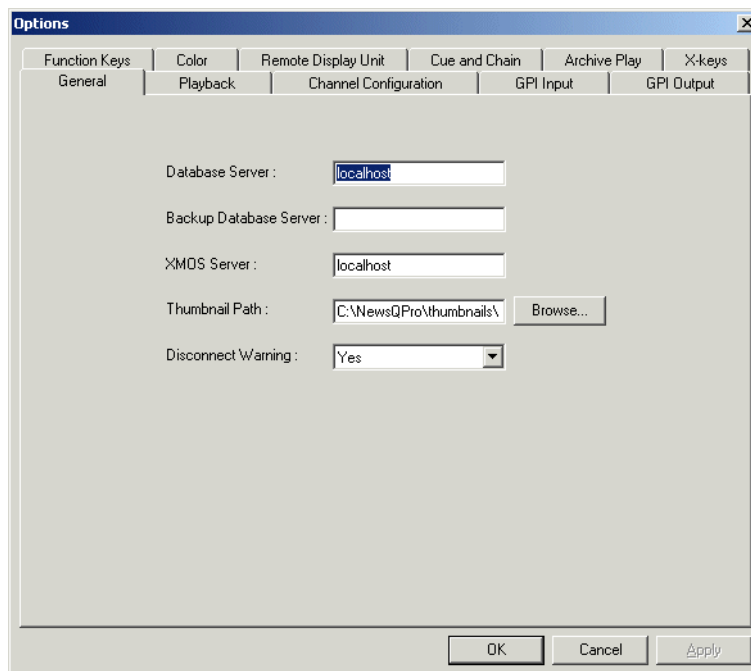 Options
Function Keys Color Remote Display Unit Cue and Chain Archive Play X-keys
General Playback Channel Configuration GPI Input GPI Output
Database Server : localhost
Backup Database Server :
XMOS Server : localhost
Thumbnail Path : C:\NewsQPro\thumbnails\ Browse...
Disconnect Warning : Yes
OK Cancel Apply